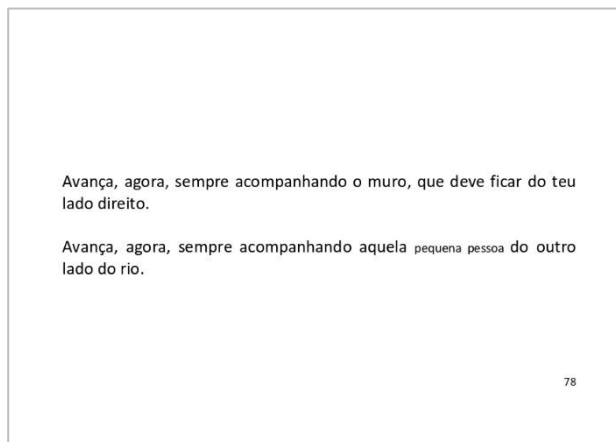 Avança, agora, sempre acompanhando o muro, que deve ficar do teu
lado direito.
Avança, agora, sempre acompanhando aquela pequena pessoa do outro
lado do rio.
78